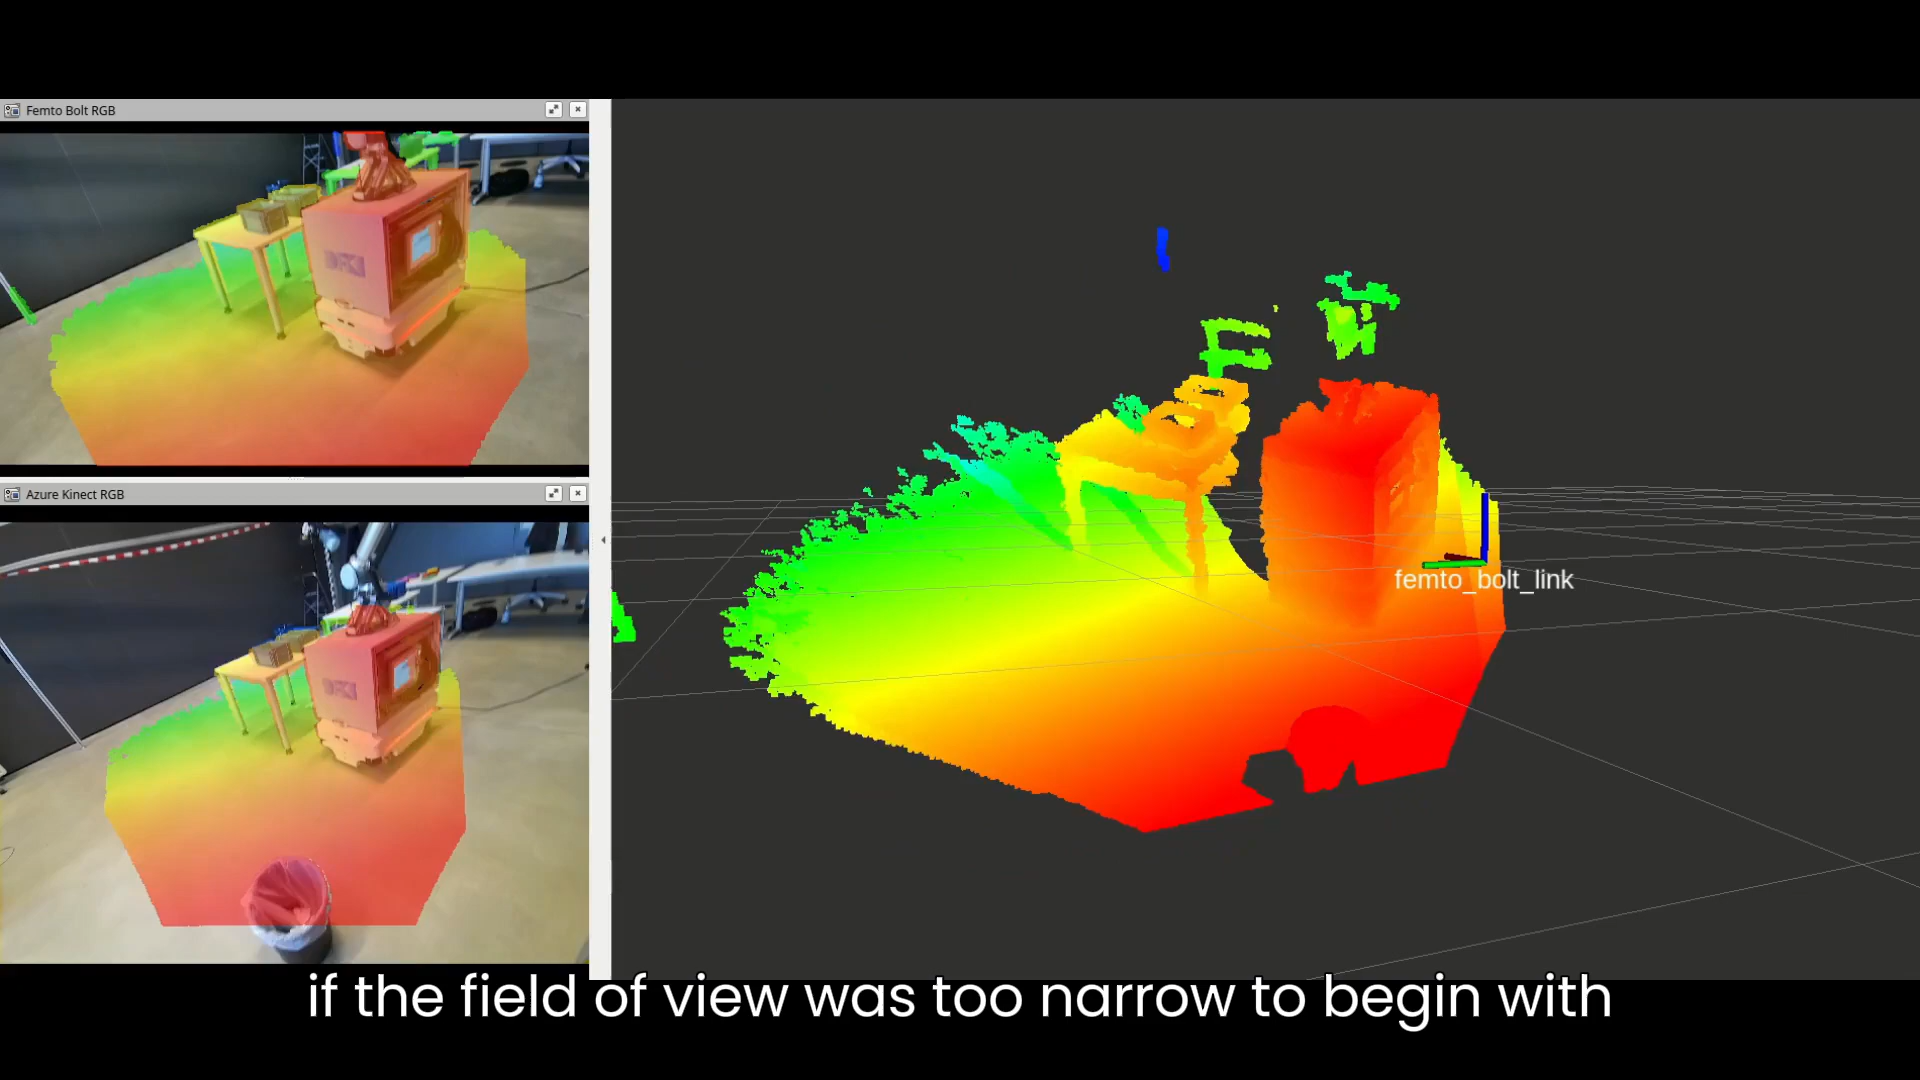 Femto Bolt RGB
Azure Kinect RGB
femto_bolt_link
if the field of view was too narrow to begin with